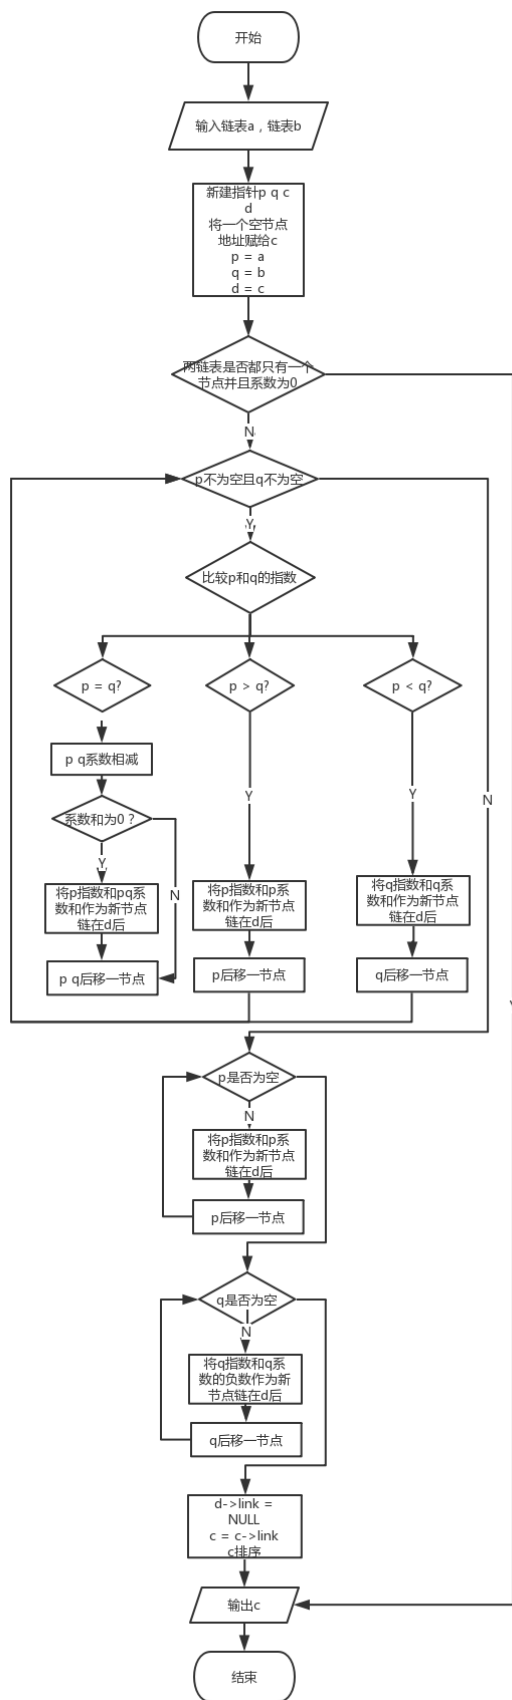 开始
输入链表a，链表b
新建指针p q c
d
将一个空节点
地址赋给c
p = a
q = b
d = c
两链表是否都只有一个
节点并且系数为0
N
p不为空且q不为空
Y
比较p和q的指数
p = q?
p > q?
p < q?
p q系数相减
系数和为0？
Y
N
Y
Y
N
将p指数和pq系
数和作为新节点
链在d后
将p指数和p系
数和作为新节点
链在d后
将q指数和q系
数和作为新节点
链在d后
p q后移一节点
p后移一节点
q后移一节点
Y
p是否为空
N
将p指数和p系
数和作为新节点
链在d后
p后移一节点
q是否为空
N
将q指数和q系
数的负数作为新
节点链在d后
q后移一节点
d->link =
NULL
c = c->link
c排序
输出c
结束